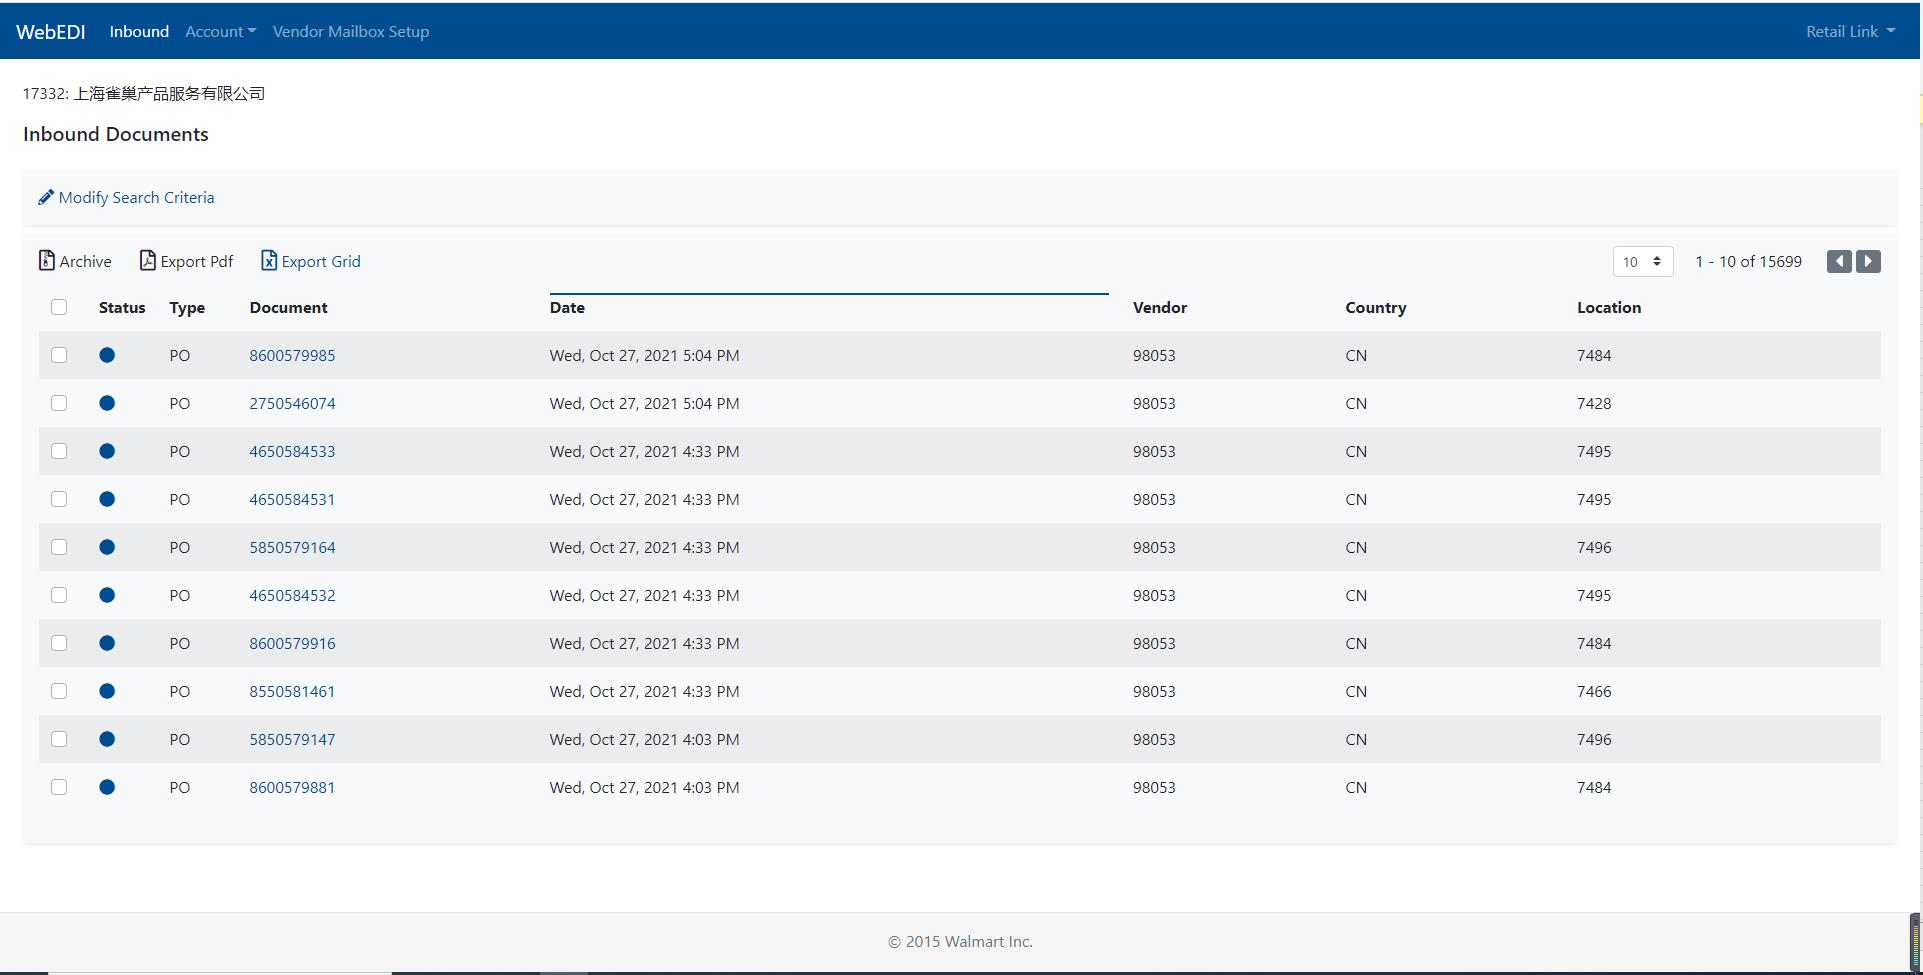 WebEDI Inbound Account Vendor Mailbox Setup Retail Link
17332: 上海雀巢产品服务有限公司
Inbound Documents
Modify Search Criteria
Archive Export Pdf Export Grid 10 1 - 10 of 15699
Status Type Document Date Vendor Country Location
PO 8600579985 Wed, Oct 27, 2021 5:04 PM 98053 CN 7484
PO 2750546074 Wed, Oct 27, 2021 5:04 PM 98053 CN 7428
PO 4650584533 Wed, Oct 27, 2021 4:33 PM 98053 CN 7495
PO 4650584531 Wed, Oct 27, 2021 4:33 PM 98053 CN 7495
PO 5850579164 Wed, Oct 27, 2021 4:33 PM 98053 CN 7496
PO 4650584532 Wed, Oct 27, 2021 4:33 PM 98053 CN 7495
PO 8600579916 Wed, Oct 27, 2021 4:33 PM 98053 CN 7484
PO 8550581461 Wed, Oct 27, 2021 4:33 PM 98053 CN 7466
PO 5850579147 Wed, Oct 27, 2021 4:03 PM 98053 CN 7496
PO 8600579881 Wed, Oct 27, 2021 4:03 PM 98053 CN 7484
© 2015 Walmart Inc.